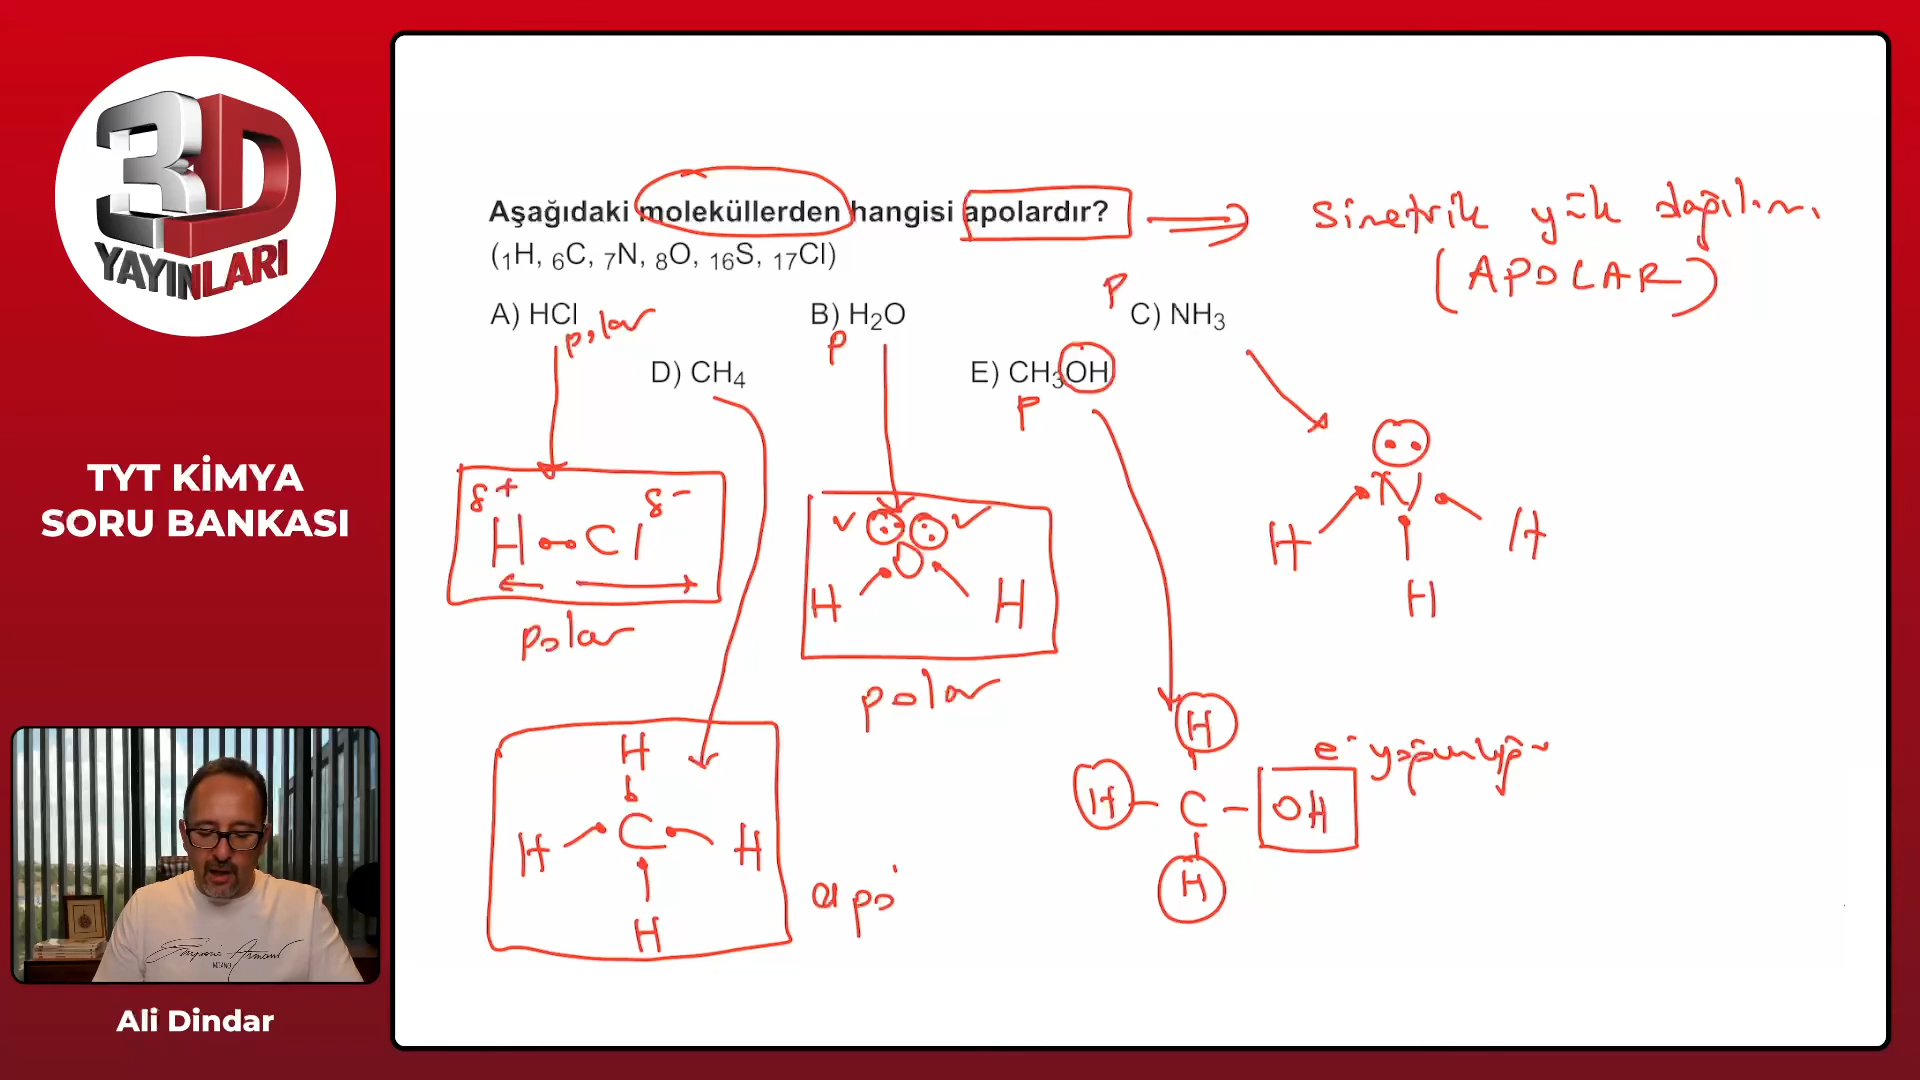 3D
YAYINLARI
TYT KİMYA
SORU BANKASI
Ali Dindar
Aşağıdaki moleküllerden hangisi apolardır?
(₁H, ₆C, ₇N, ₈O, ₁₆S, ₁₇Cl)
A) HCl
B) H₂O
C) NH₃
D) CH₄
E) CH₃OH
Simetrik yük dağılımı
(APOLAR)
polar
p
p
p
δ+ δ-
H Cl
polar
O
H H
polar
N
H H
H
H
H C H
H
apo
H
H - C - OH
H
e⁻ yoğunluğu